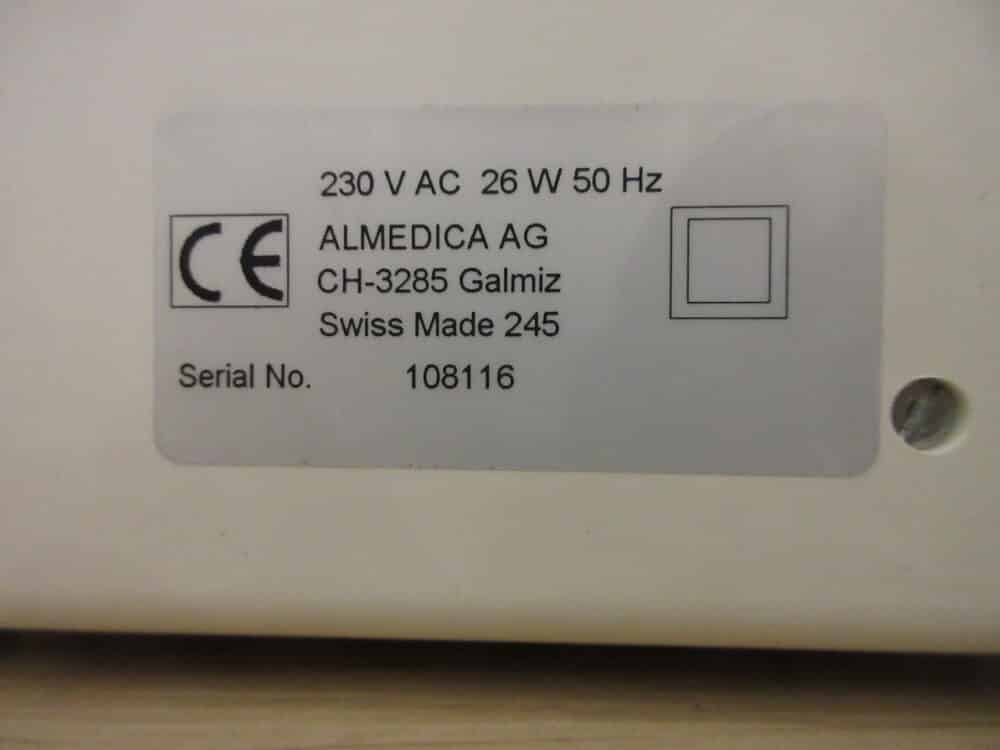 230 V AC 26 W 50 Hz
CE
ALMEDICA AG
CH-3285 Galmiz
Swiss Made 245
Serial No. 108116